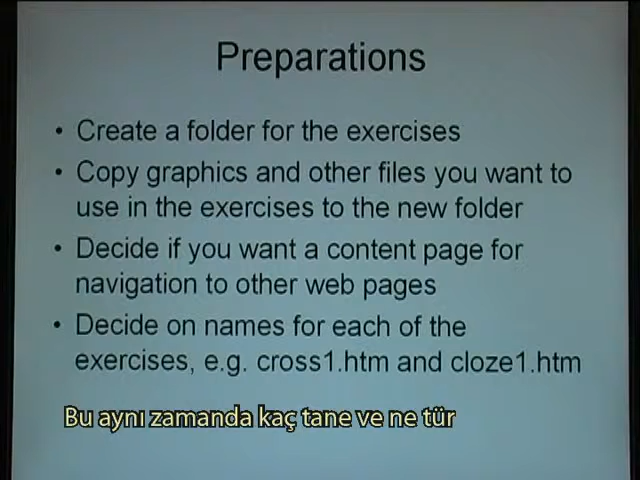 Preparations
• Create a folder for the exercises
• Copy graphics and other files you want to
use in the exercises to the new folder
• Decide if you want a content page for
navigation to other web pages
• Decide on names for each of the
exercises, e.g. cross1.htm and cloze1.htm
Bu aynı zamanda kaç tane ve ne tür